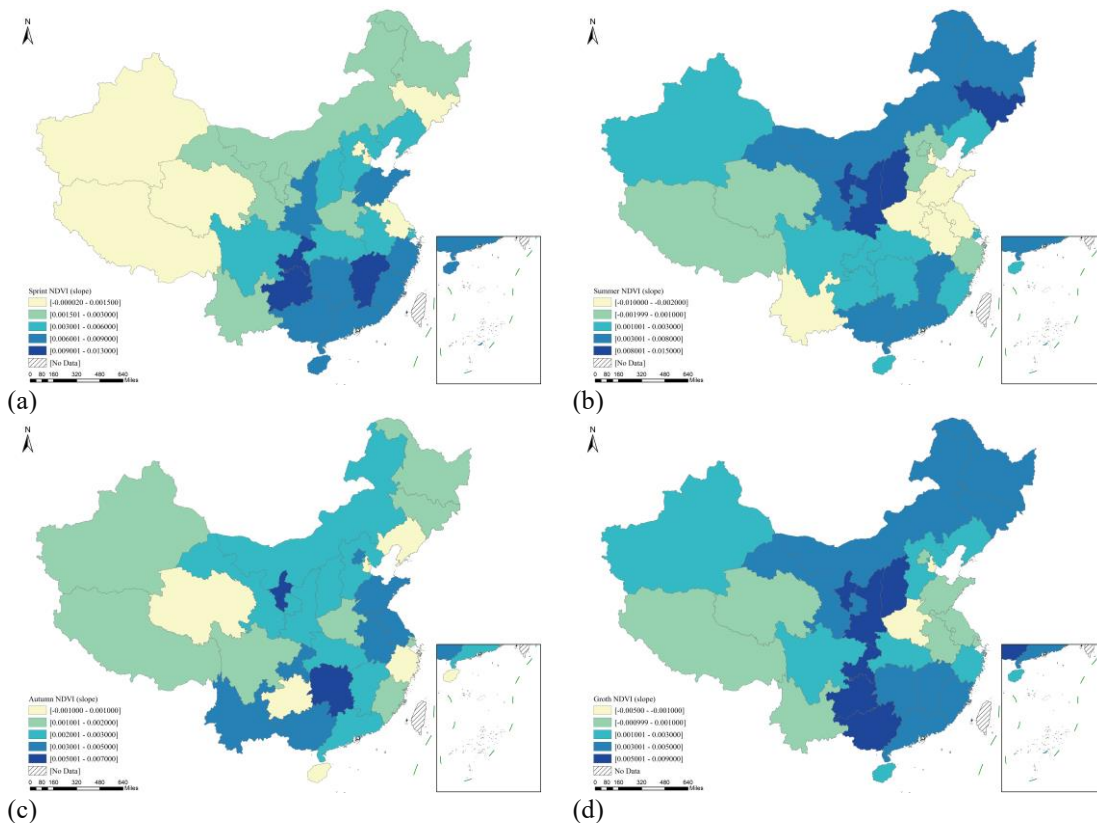 N
Sprint NDVI (slope)
[-0.000020 - 0.001500]
[0.001501 - 0.003000]
[0.003001 - 0.006000]
[0.006001 - 0.009000]
[0.009001 - 0.013000]
[No Data]
0 80 160 320 480 640
Miles
(a)
N
Summer NDVI (slope)
[-0.010000 - -0.002000]
[-0.001999 - 0.001000]
[0.001001 - 0.003000]
[0.003001 - 0.008000]
[0.008001 - 0.015000]
[No Data]
0 80 160 320 480 640
Miles
(b)
N
Autumn NDVI (slope)
[-0.001000 - 0.001000]
[0.001001 - 0.002000]
[0.002001 - 0.003000]
[0.003001 - 0.005000]
[0.005001 - 0.007000]
[No Data]
0 80 160 320 480 640
Miles
(c)
N
Groth NDVI (slope)
[-0.00500 - -0.001000]
[-0.000999 - 0.001000]
[0.001001 - 0.003000]
[0.003001 - 0.005000]
[0.005001 - 0.009000]
No Data
0 80 160 320 480 640
Miles
(d)